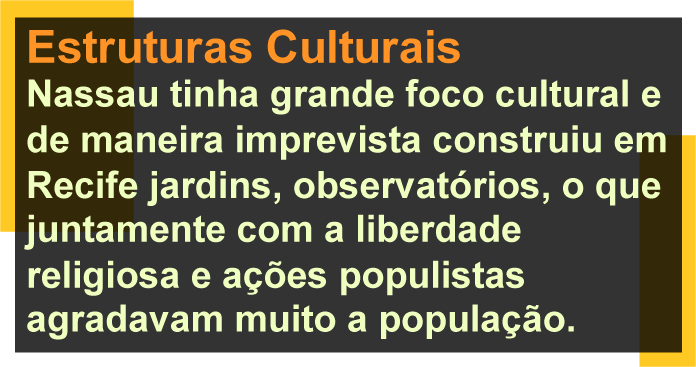 Estruturas Culturais
Nassau tinha grande foco cultural e
de maneira imprevista construiu em
Recife jardins, observatórios, o que
juntamente com a liberdade
religiosa e ações populistas
agradavam muito a população.